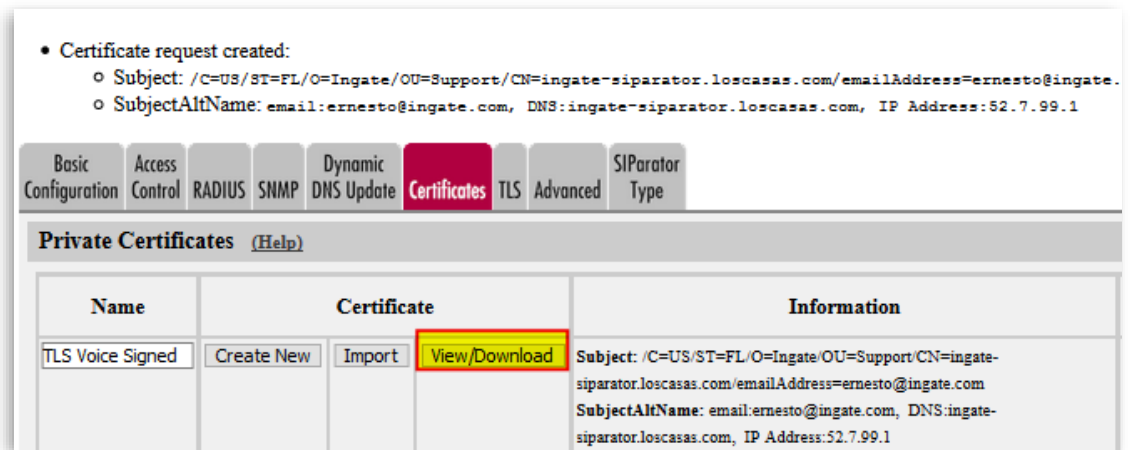 Certificate request created:
Subject: /C=US/ST=FL/O=Ingate/OU=Support/CN=ingate-siparator.loscasas.com/emailAddress=ernesto@ingate.
SubjectAltName: email:ernesto@ingate.com, DNS:ingate-siparator.loscasas.com, IP Address:52.7.99.1
Basic Configuration Access Control RADIUS SNMP Dynamic DNS Update Certificates TLS Advanced SIParator Type
Private Certificates (Help)
Name Certificate Information
TLS Voice Signed Create New Import View/Download Subject: /C=US/ST=FL/O=Ingate/OU=Support/CN=ingate-
siparator.loscasas.com/emailAddress=ernesto@ingate.com
SubjectAltName: email:ernesto@ingate.com, DNS:ingate-
siparator.loscasas.com, IP Address:52.7.99.1